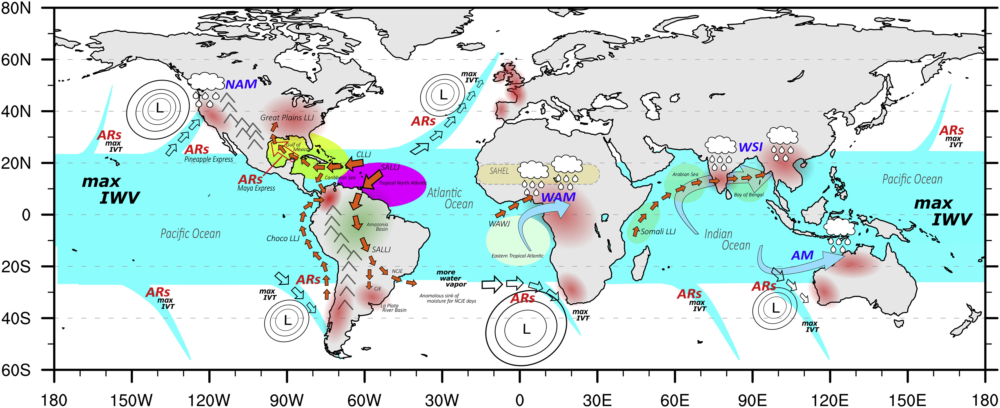 80N
60N
40N
20N
0
20S
40S
60S
180
150W
120W
90W
60W
30W
0
30E
60E
90E
120E
150E
180
L
NAM
ARs
max
IVT
ARs
Pineapple Express
Great Plains LLJ
Gulf of
Mexico
CLLJ
SALLJ
Caribbean Sea
Tropical North Atlantic
ARs
Maya Express
max
IWV
Pacific Ocean
Choco LLJ
Amazonia
Basin
SALLJ
NCJE
CJE
La Plata
River Basin
ARs
max
IVT
ARs
max
IVT
L
L
max
IVT
ARs
Atlantic
Ocean
more
water
vapor
Anomalous sink of
moisture for NCJE days
SAHEL
WAM
WAWJ
Eastern Tropical Atlantic
ARs
L
max
IVT
Somali LLJ
Arabian Sea
Bay of Bengal
WSI
Indian
Ocean
AM
ARs
max
IVT
ARs
L
max
IVT
ARs
max
IVT
Pacific Ocean
max
IWV